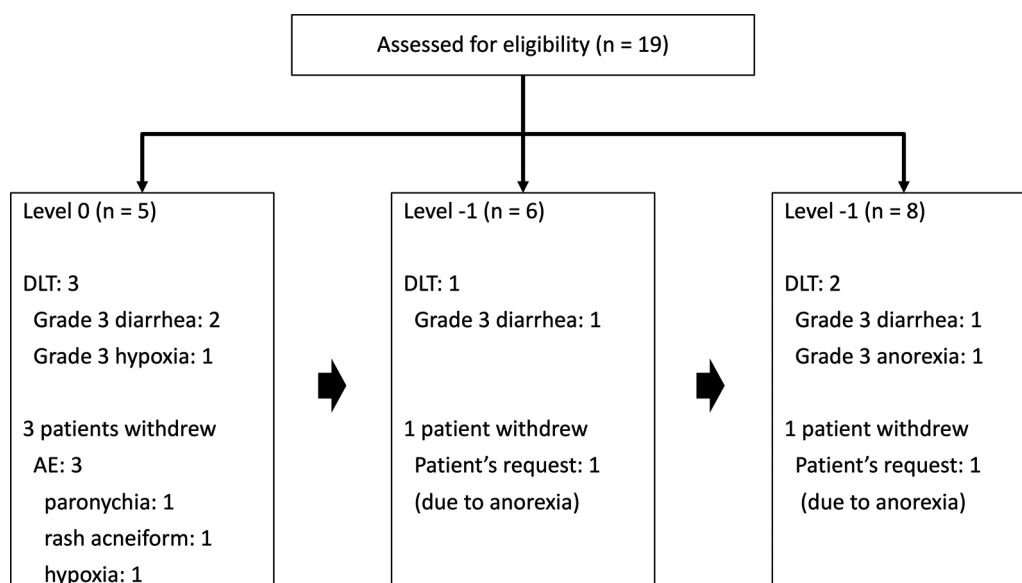 Assessed for eligibility (n = 19)
Level 0 (n = 5)
DLT: 3
Grade 3 diarrhea: 2
Grade 3 hypoxia: 1
3 patients withdrew
AE: 3
paronychia: 1
rash acneiform: 1
hypoxia: 1
Level -1 (n = 6)
DLT: 1
Grade 3 diarrhea: 1
1 patient withdrew
Patient’s request: 1
(due to anorexia)
Level -1 (n = 8)
DLT: 2
Grade 3 diarrhea: 1
Grade 3 anorexia: 1
1 patient withdrew
Patient’s request: 1
(due to anorexia)